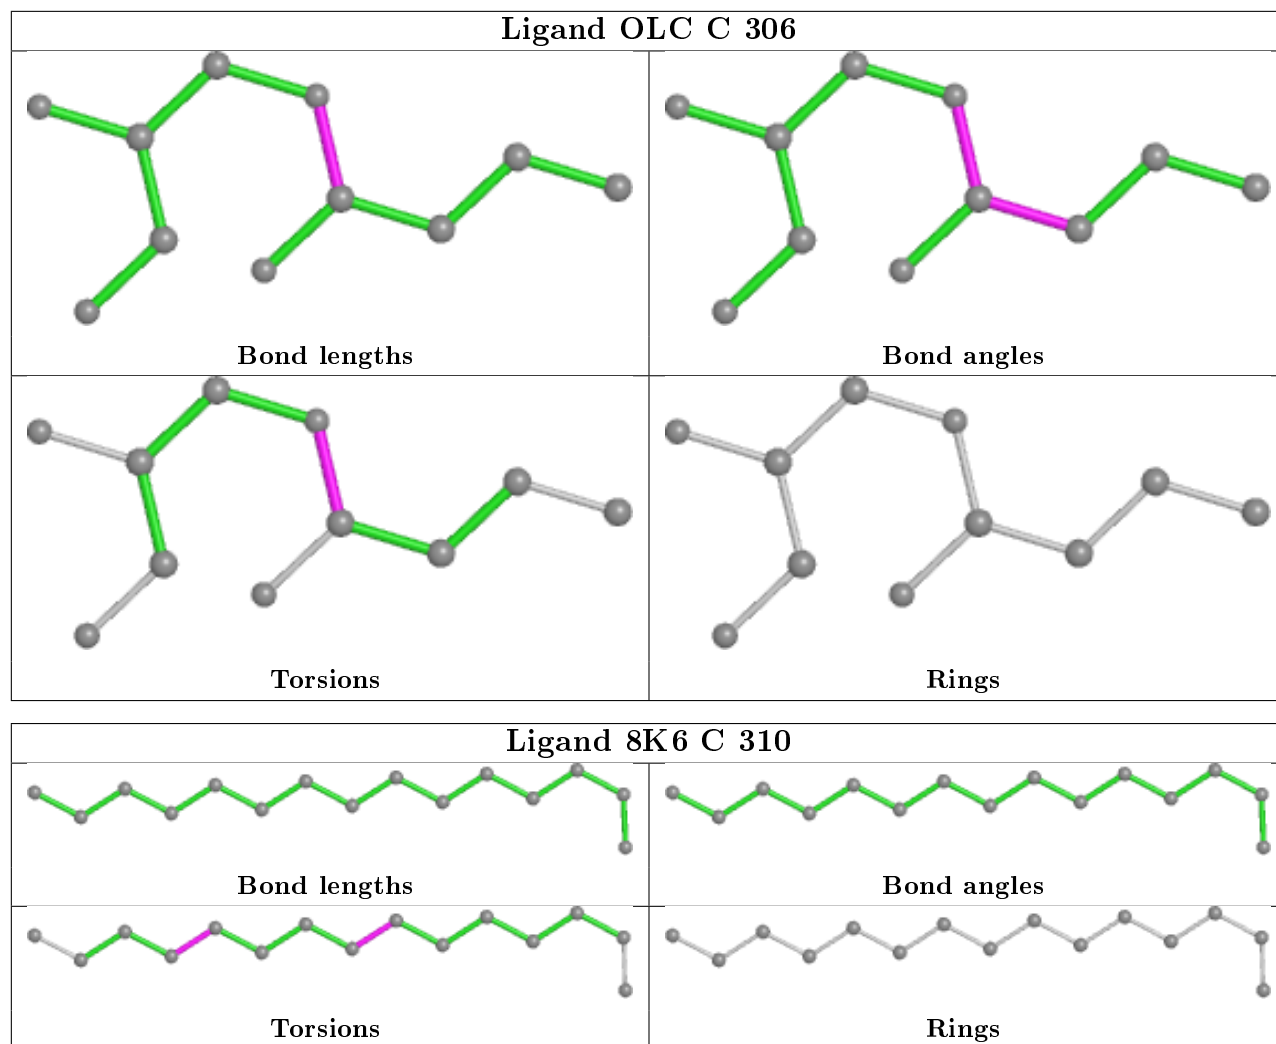 Ligand OLC C 306
Bond lengths
Bond angles
Torsions
Rings
Ligand 8K6 C 310
Bond lengths
Bond angles
Torsions
Rings